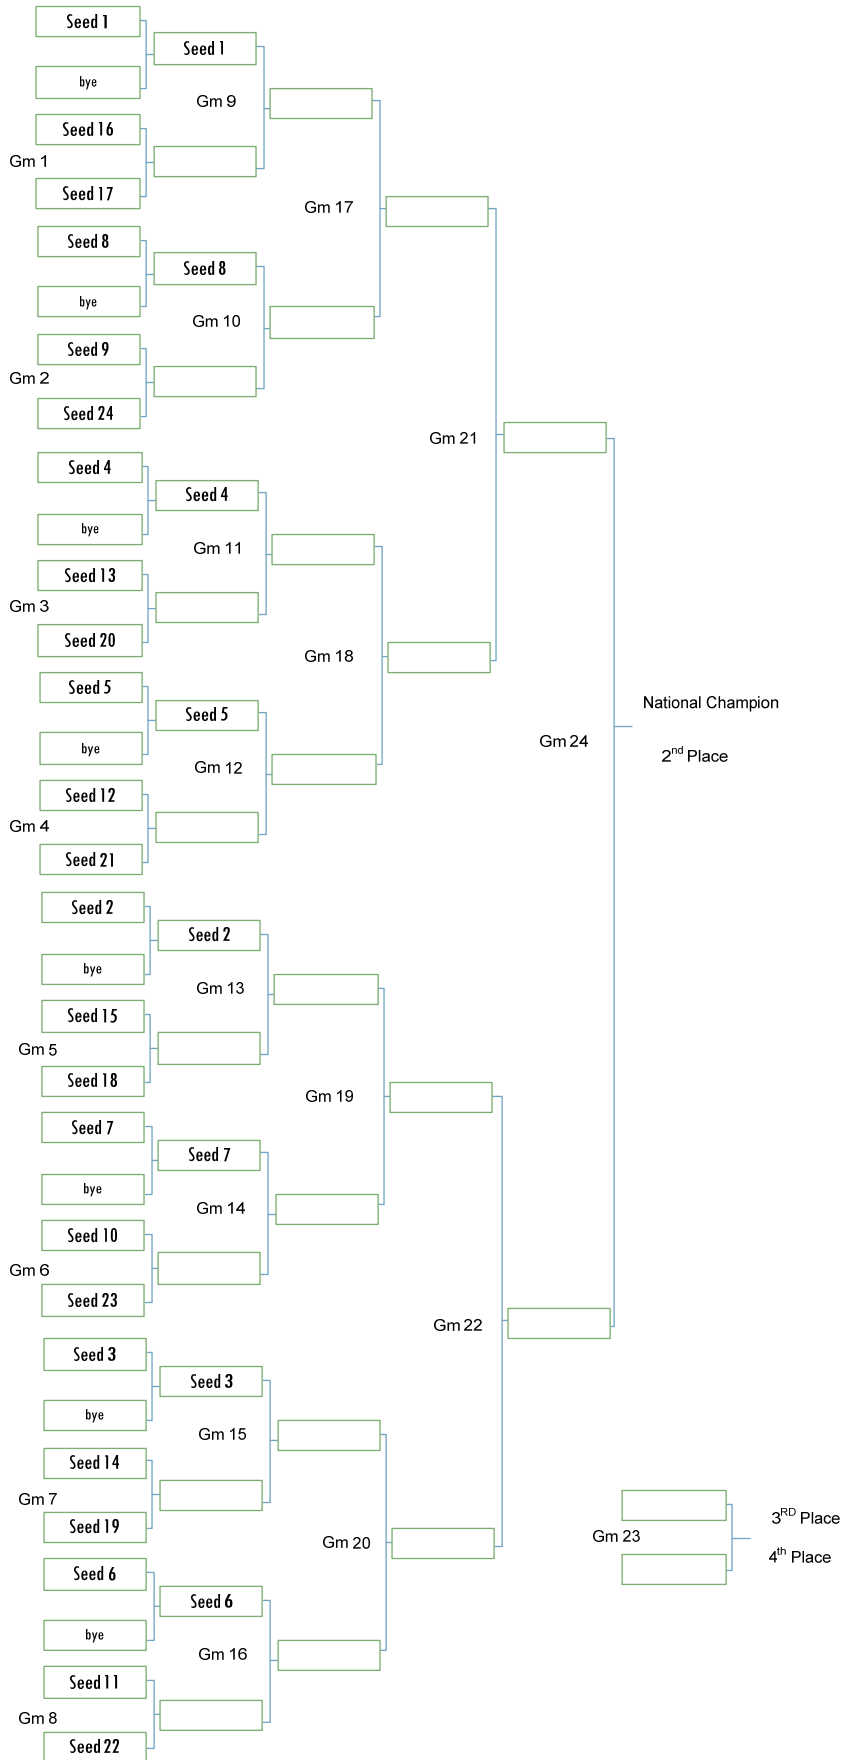 Seed 1
Seed 1
bye
Gm 9
Seed 16
Gm 1
Seed 17
Gm 17
Seed 8
Seed 8
bye
Gm 10
Seed 9
Gm 2
Seed 24
Gm 21
Seed 4
Seed 4
bye
Gm 11
Seed 13
Gm 3
Seed 20
Gm 18
Seed 5
Seed 5
bye
Gm 12
Seed 12
Gm 4
Seed 21
National Champion
Gm 24
2nd Place
Seed 2
Seed 2
bye
Gm 13
Seed 15
Gm 5
Seed 18
Gm 19
Seed 7
Seed 7
bye
Gm 14
Seed 10
Gm 6
Seed 23
Gm 22
Seed 3
Seed 3
bye
Gm 15
Seed 14
Gm 7
Seed 19
Gm 20
Seed 6
Seed 6
bye
Gm 16
Seed 11
Gm 8
Seed 22
3RD Place
Gm 23
4th Place